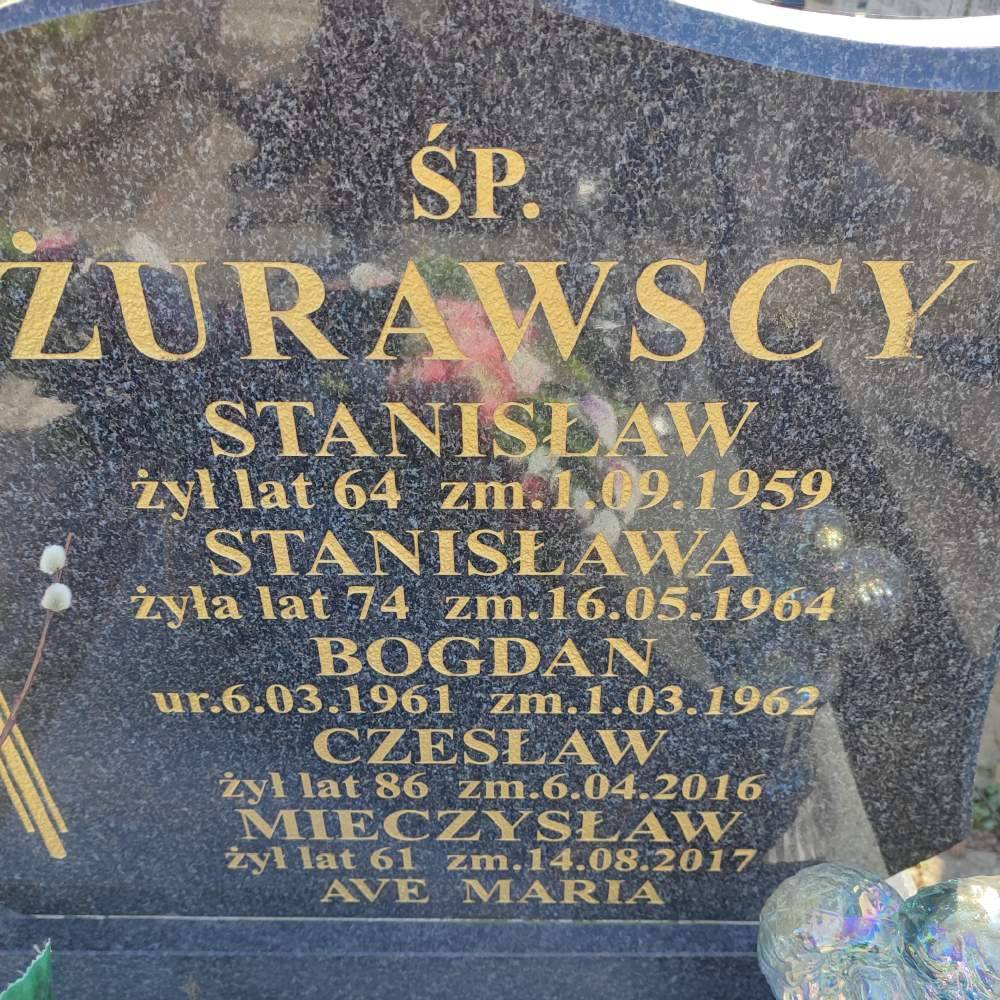 ŚP.
ŻURAWSCY
STANISŁAW
żył lat 64 zm.1.09.1959
STANISŁAWA
żyła lat 74 zm.16.05.1964
BOGDAN
ur.6.03.1961 zm.1.03.1962
CZESŁAW
żył lat 86 zm.6.04.2016
MIECZYSŁAW
żył lat 61 zm.14.08.2017
AVE MARIA